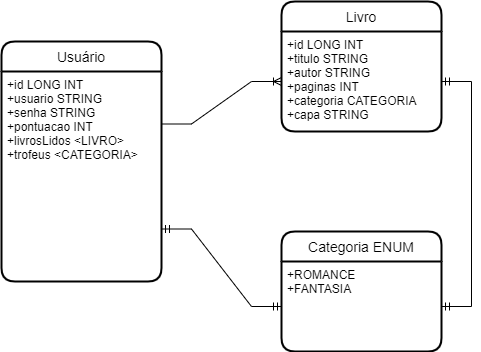 Livro
+id LONG INT
+titulo STRING
+autor STRING
+paginas INT
+categoria CATEGORIA
+capa STRING
Usuário
+id LONG INT
+usuario STRING
+senha STRING
+pontuacao INT
+livrosLidos <LIVRO>
+trofeus <CATEGORIA>
Categoria ENUM
+ROMANCE
+FANTASIA